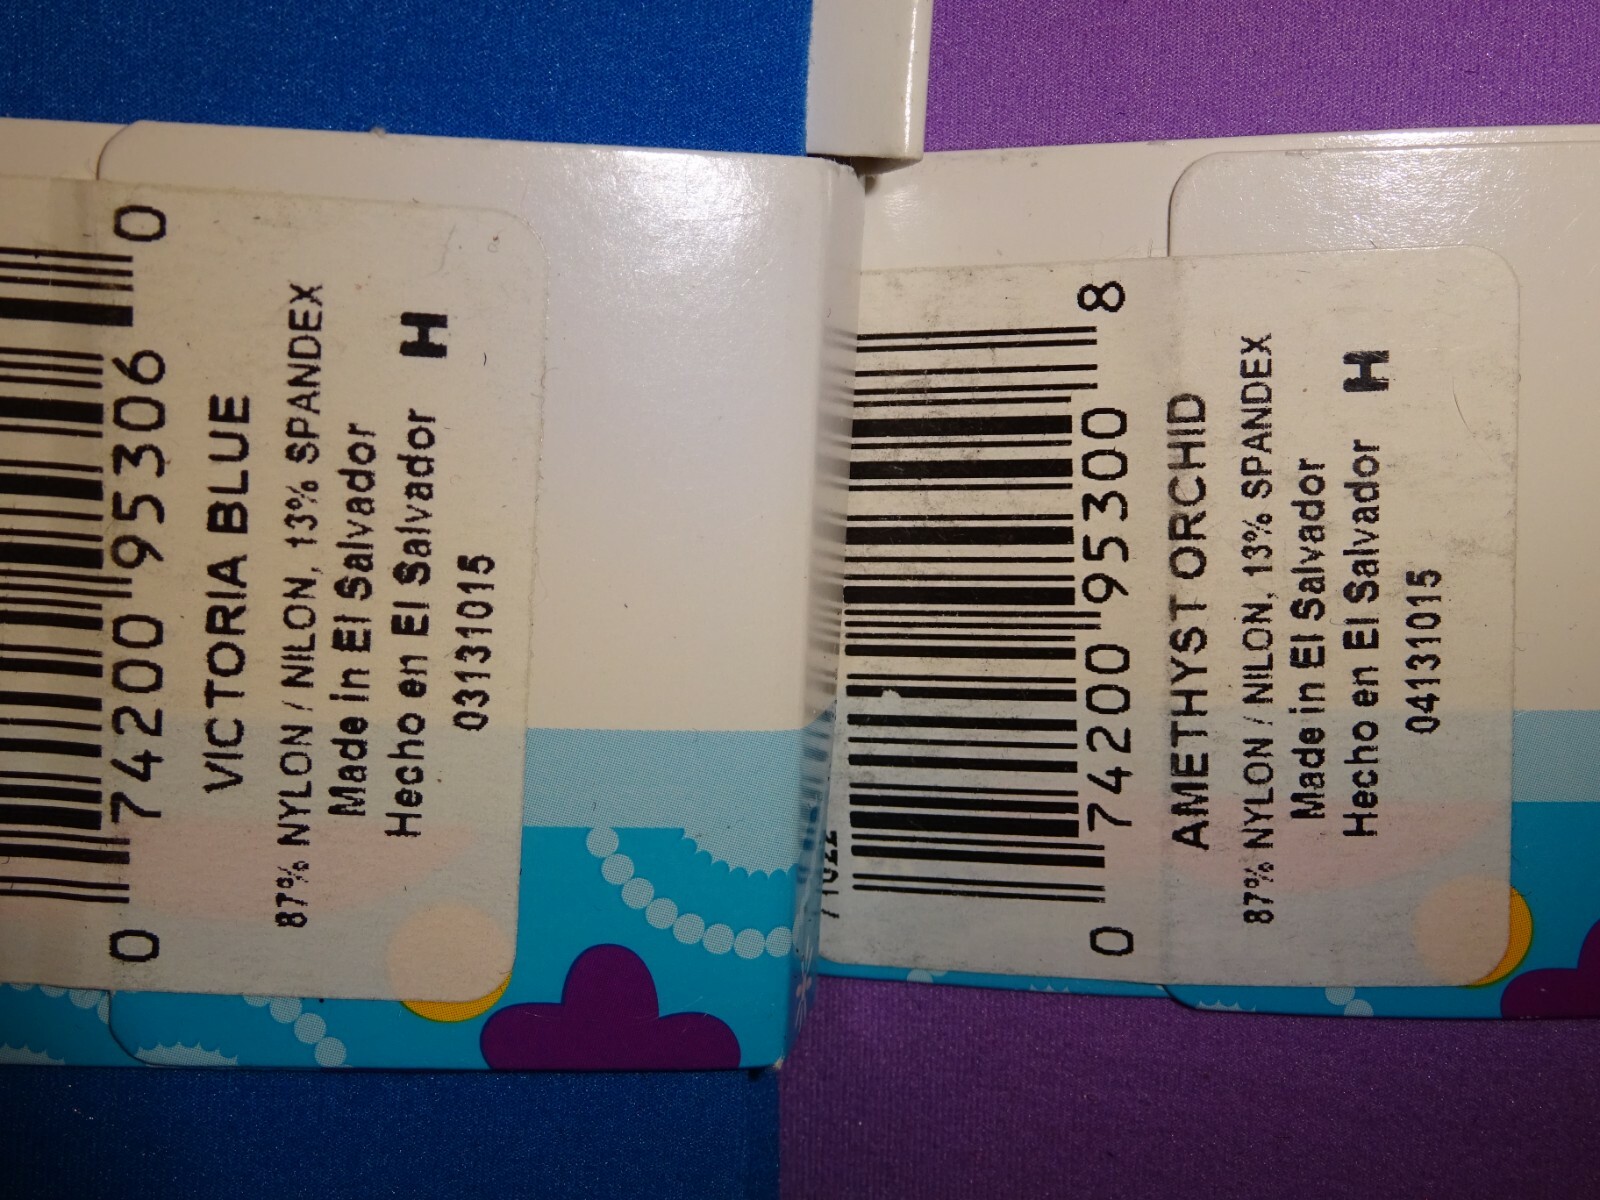 0 74200 95306 0
VICTORIA BLUE
87% NYLON / NILON, 13% SPANDEX
Made in El Salvador
Hecho en El Salvador H
03131015
71022
0 74200 95300 8
AMETHYST ORCHID
87% NYLON / NILON, 13% SPANDEX
Made in El Salvador
Hecho en El Salvador H
04131015